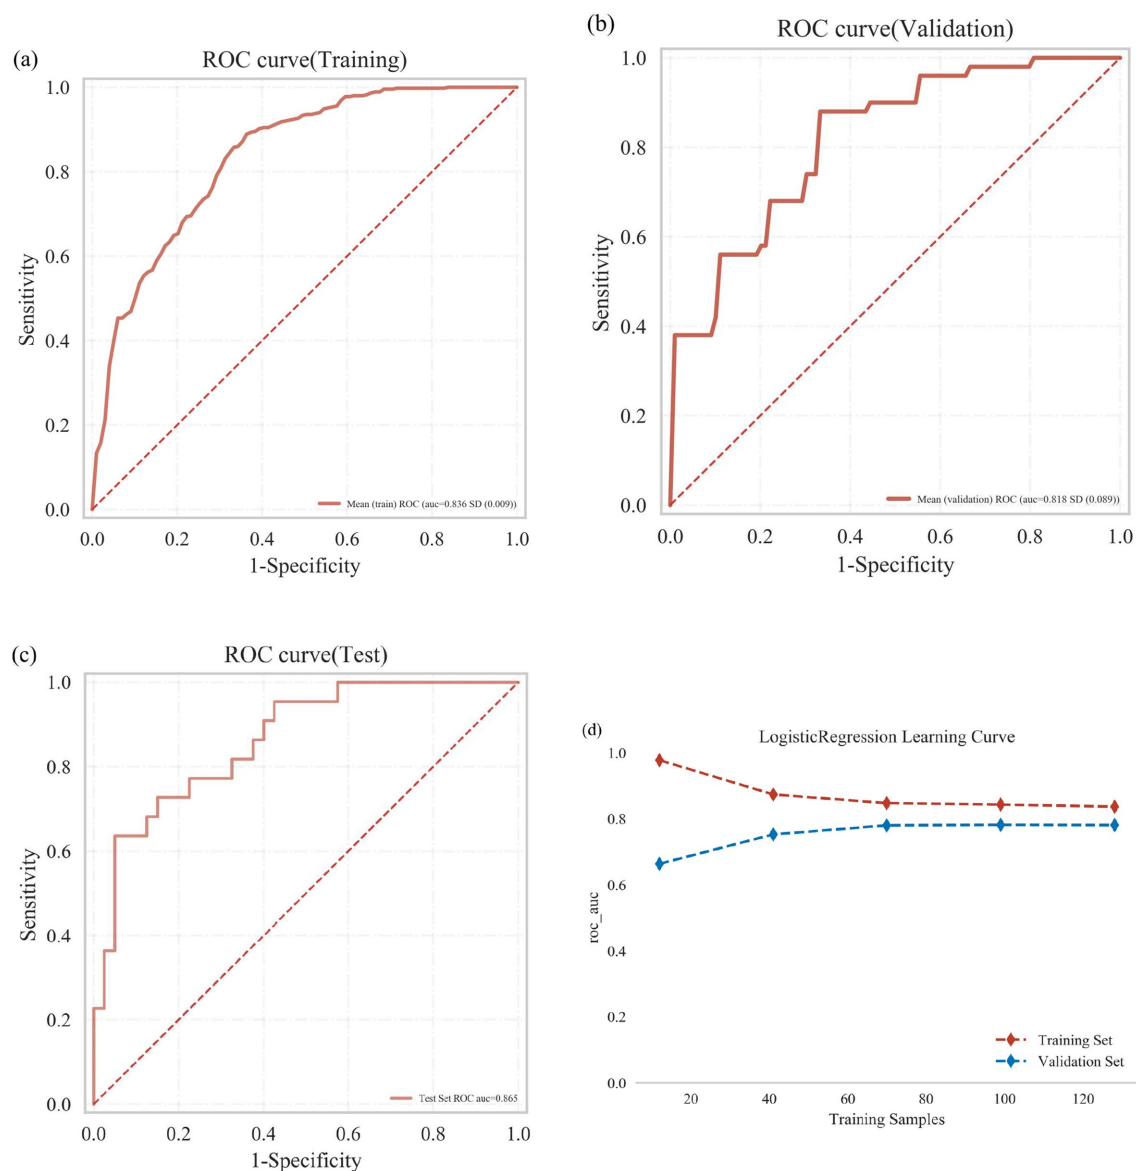 (a)
ROC curve(Training)
1.0
0.8
0.6
0.4
0.2
0.0
Sensitivity
Mean (train) ROC (auc=0.836 SD (0.009))
0.0 0.2 0.4 0.6 0.8 1.0
1-Specificity
(b)
ROC curve(Validation)
1.0
0.8
0.6
0.4
0.2
0.0
Sensitivity
Mean (validation) ROC (auc=0.818 SD (0.089))
0.0 0.2 0.4 0.6 0.8 1.0
1-Specificity
(c)
ROC curve(Test)
1.0
0.8
0.6
0.4
0.2
0.0
Sensitivity
Test Set ROC auc=0.865
0.0 0.2 0.4 0.6 0.8 1.0
1-Specificity
(d)
LogisticRegression Learning Curve
1.0
0.8
0.6
0.4
0.2
0.0
roc_auc
Training Set
Validation Set
20 40 60 80 100 120
Training Samples